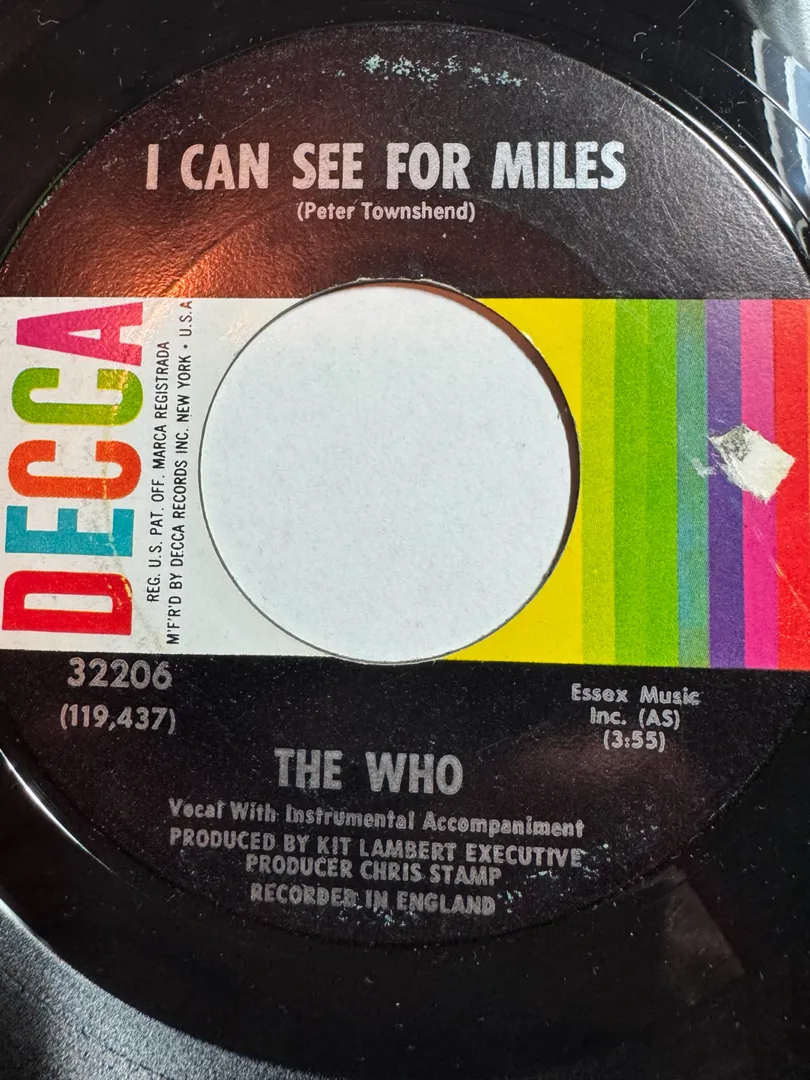 I CAN SEE FOR MILES
(Peter Townshend)
DECCA
REG. U.S. PAT. OFF. MARCA REGISTRADA
M'F'R'D BY DECCA RECORDS INC. NEW YORK • U.S.A
32206
(119,437)
Essex Music
Inc. (AS)
(3:55)
THE WHO
Vocal With Instrumental Accompaniment
PRODUCED BY KIT LAMBERT EXECUTIVE
PRODUCER CHRIS STAMP
RECORDED IN ENGLAND